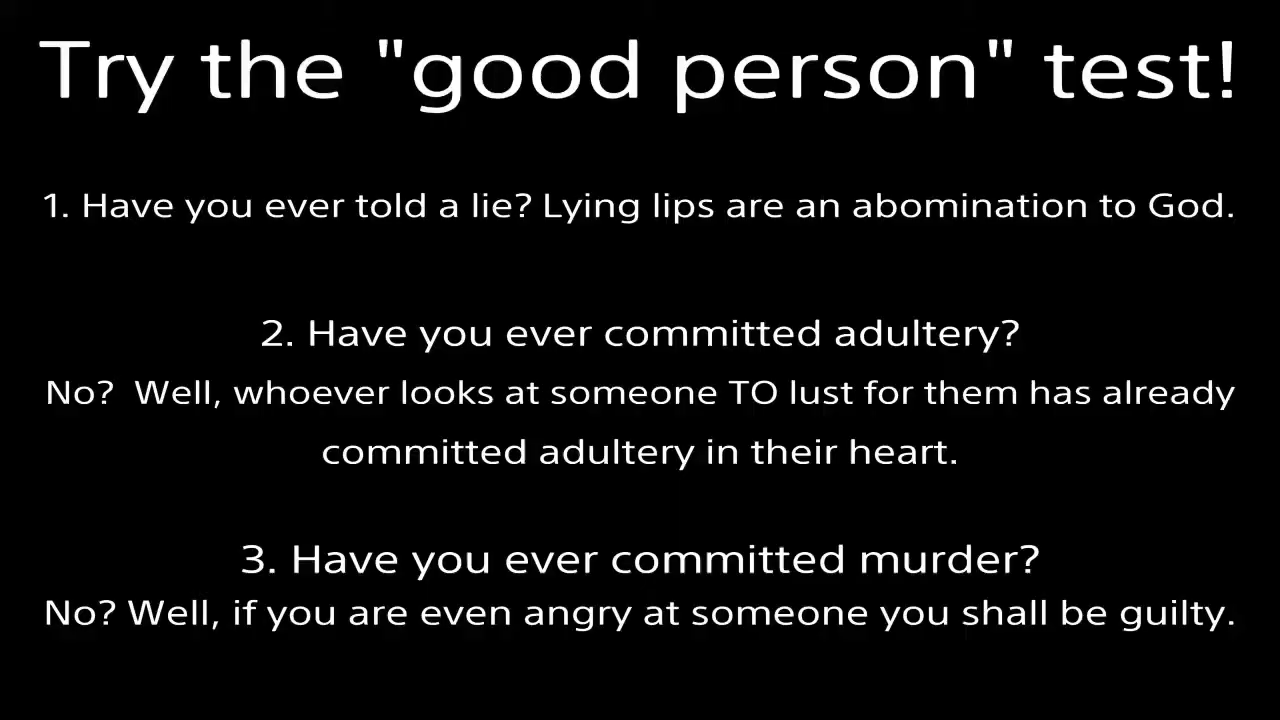 Try the "good person" test!
1. Have you ever told a lie? Lying lips are an abomination to God.
2. Have you ever committed adultery?
No?  Well, whoever looks at someone TO lust for them has already
committed adultery in their heart.
3. Have you ever committed murder?
No? Well, if you are even angry at someone you shall be guilty.